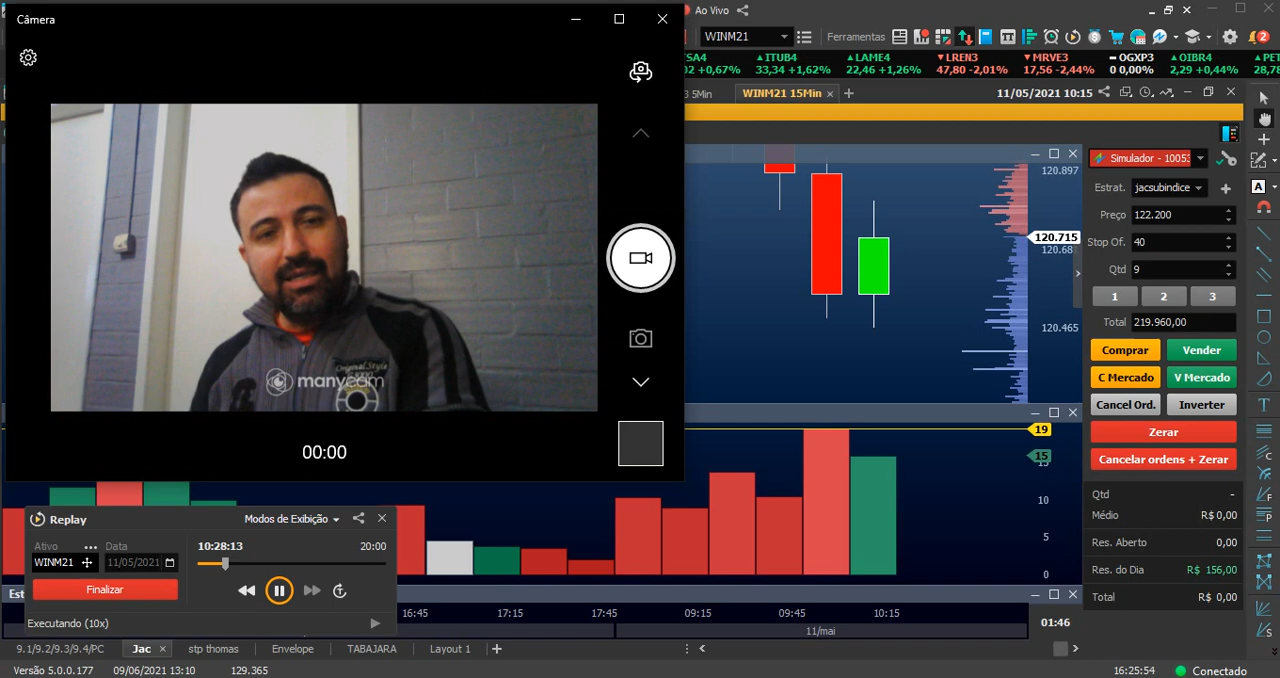 Câmera
Ao Vivo
WINM21
Ferramentas
2
ITUB4
LAME4
LREN3
MRVE3
OGXP3
OIBR4
+0,67%
33,34 +1,62%
22,46 +1,26%
47,80 -2,01%
17,56 -2,44%
0 0,00%
2,29 +0,44%
28,78
5Min
WINM21 15Min
11/05/2021 10:15
120.897
120.715
120.68
120.465
Simulador - 10053
Estrat. jacsubindice
Preço 122.200
Stop Of. 40
Qtd 9
1 2 3
Total 219.960,00
Comprar Vender
C Mercado V Mercado
Cancel Ord. Inverter
Zerar
Cancelar ordens + Zerar
Qtd -
Médio R$ 0,00
Res. Aberto 0,00
Res. do Dia R$ 156,00
Total R$ 0,00
Original Style
manycam
00:00
19
15
15
10
5
0
Replay
Modos de Exibição
Ativo
Data
10:28:13
20:00
WINM21
11/05/2021
Finalizar
Executando (10x)
Est
16:45 17:15 17:45 09:15 09:45 10:15
11/mai
01:46
9.1/9.2/9.3/9.4/PC Jac stp thomas Envelope TABAJARA Layout 1
Versão 5.0.0.177 09/06/2021 13:10 129.365
16:25:54 Conectado